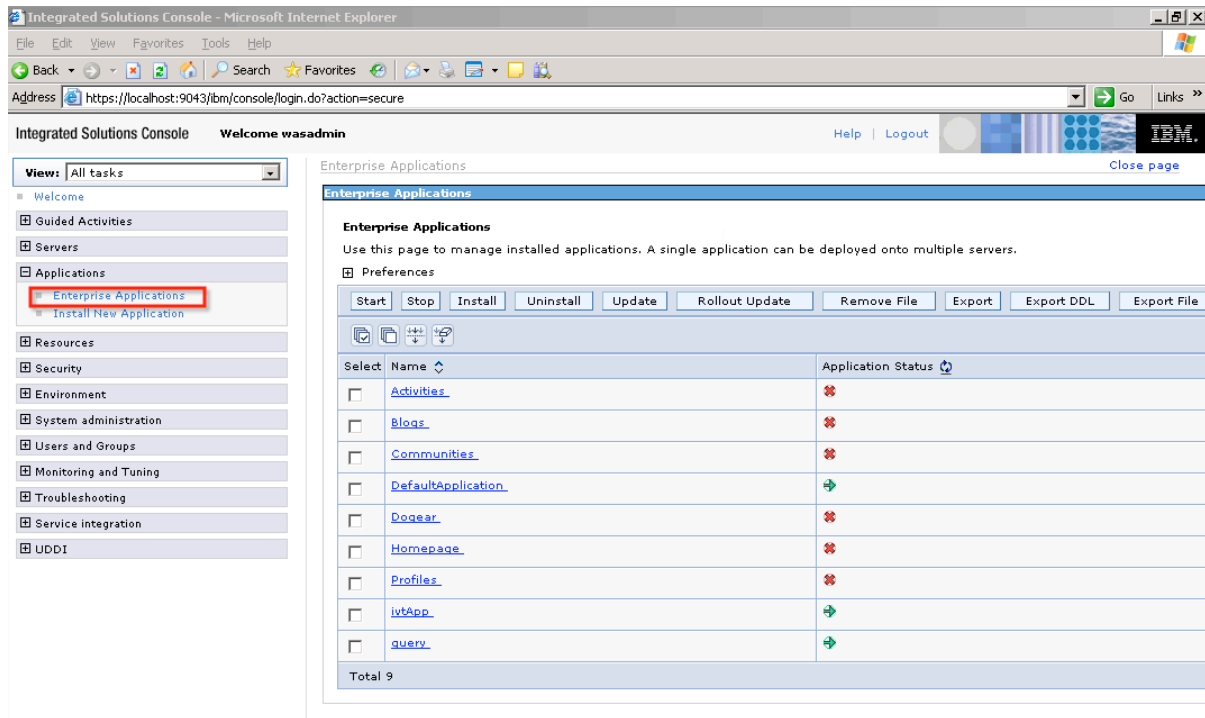 Integrated Solutions Console - Microsoft Internet Explorer
File Edit View Favorites Tools Help
Back Search Favorites
Address https://localhost:9043/ibm/console/login.do?action=secure Go Links »
Integrated Solutions Console Welcome wasadmin Help | Logout IBM.
View: All tasks
Welcome
Guided Activities
Servers
Applications
Enterprise Applications
Install New Application
Resources
Security
Environment
System administration
Users and Groups
Monitoring and Tuning
Troubleshooting
Service integration
UDDI
Enterprise Applications Close page
Enterprise Applications
Enterprise Applications
Use this page to manage installed applications. A single application can be deployed onto multiple servers.
Preferences
Start Stop Install Uninstall Update Rollout Update Remove File Export Export DDL Export File
Select Name Application Status
Activities
Blogs
Communities
DefaultApplication
Dogear
Homepage
Profiles
ivtApp
query
Total 9